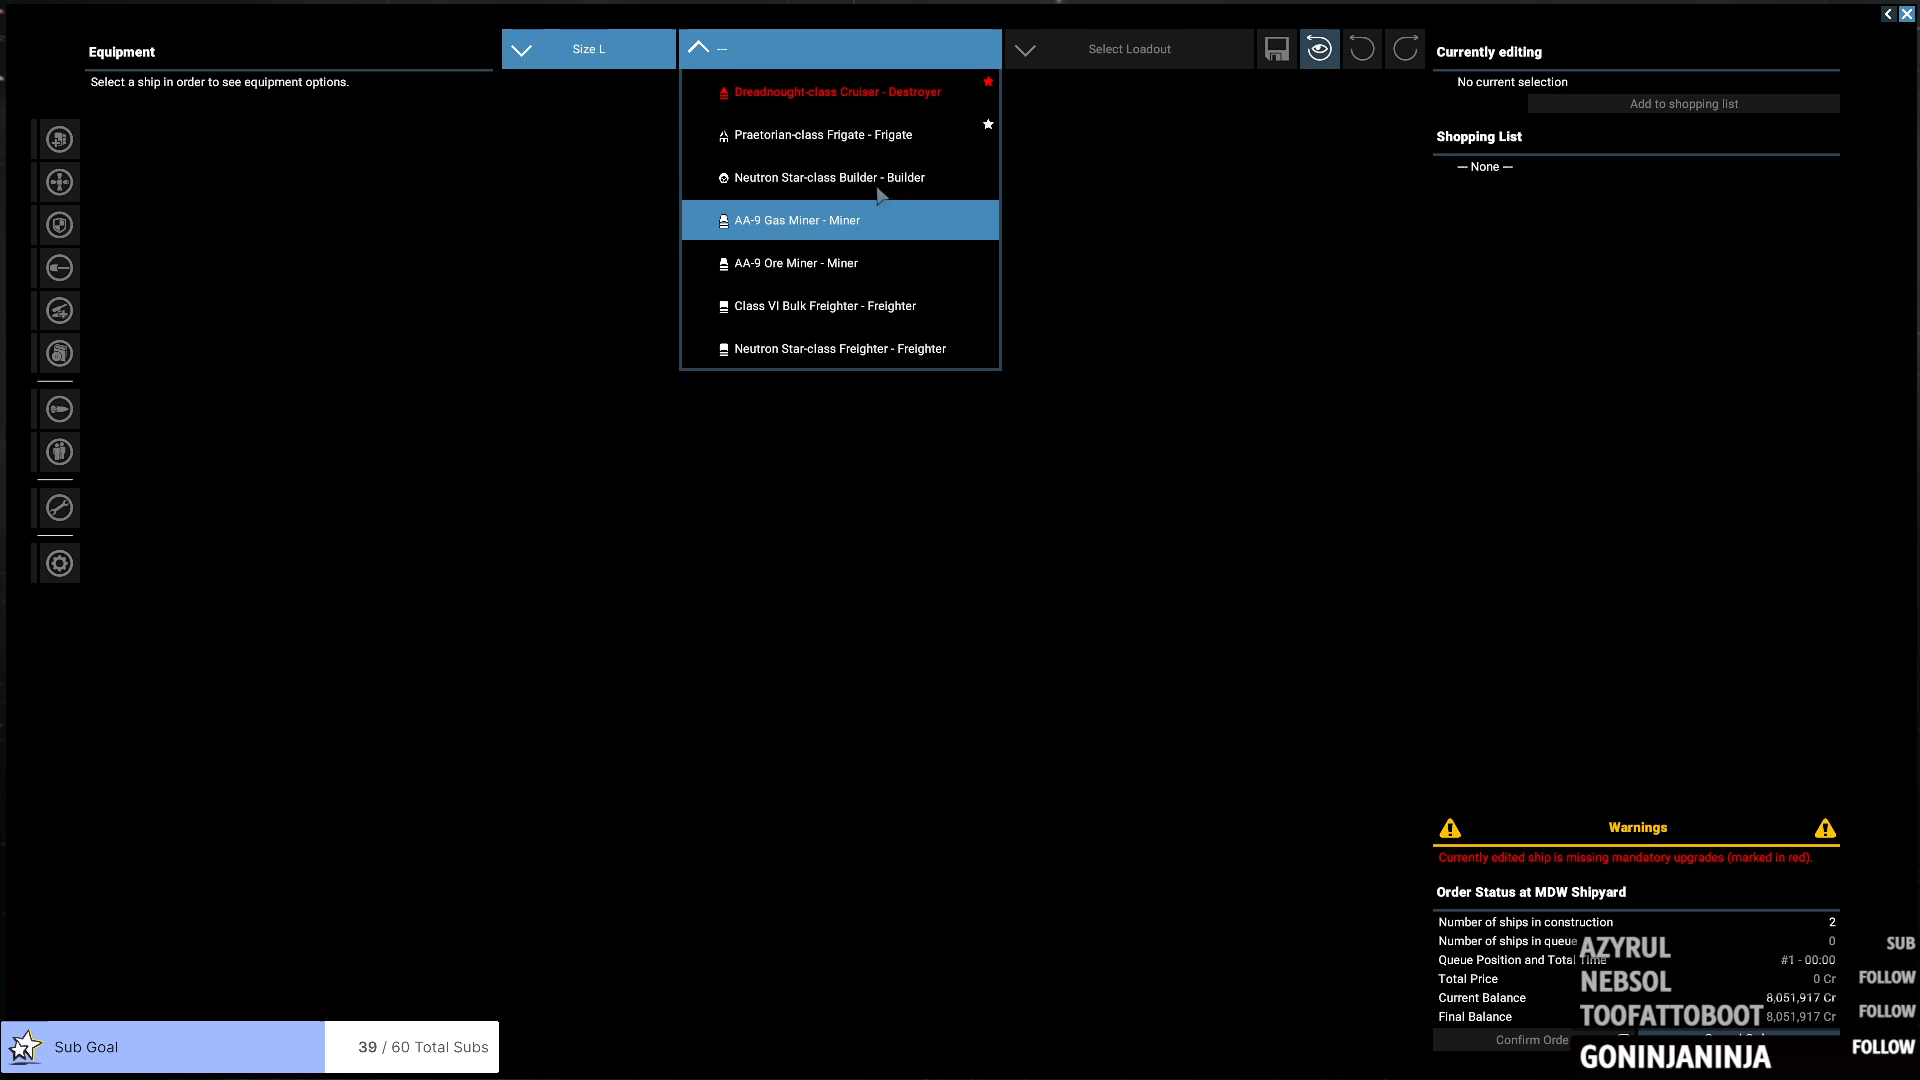 Equipment
Select a ship in order to see equipment options.
Size L
—
Select Loadout
Dreadnought-class Cruiser - Destroyer
Praetorian-class Frigate - Frigate
Neutron Star-class Builder - Builder
AA-9 Gas Miner - Miner
AA-9 Ore Miner - Miner
Class VI Bulk Freighter - Freighter
Neutron Star-class Freighter - Freighter
Currently editing
No current selection
Add to shopping list
Shopping List
— None —
Warnings
Currently edited ship is missing mandatory upgrades (marked in red).
Order Status at MDW Shipyard
Number of ships in construction 2
Number of ships in queue 0
Queue Position and Total Time #1 - 00:00
Total Price 0 Cr
Current Balance 8,051,917 Cr
Final Balance 8,051,917 Cr
Confirm Orde
AZYRUL SUB
NEBSOL FOLLOW
TOOFATTOBOOT FOLLOW
GONINJANINJA FOLLOW
Sub Goal
39 / 60 Total Subs